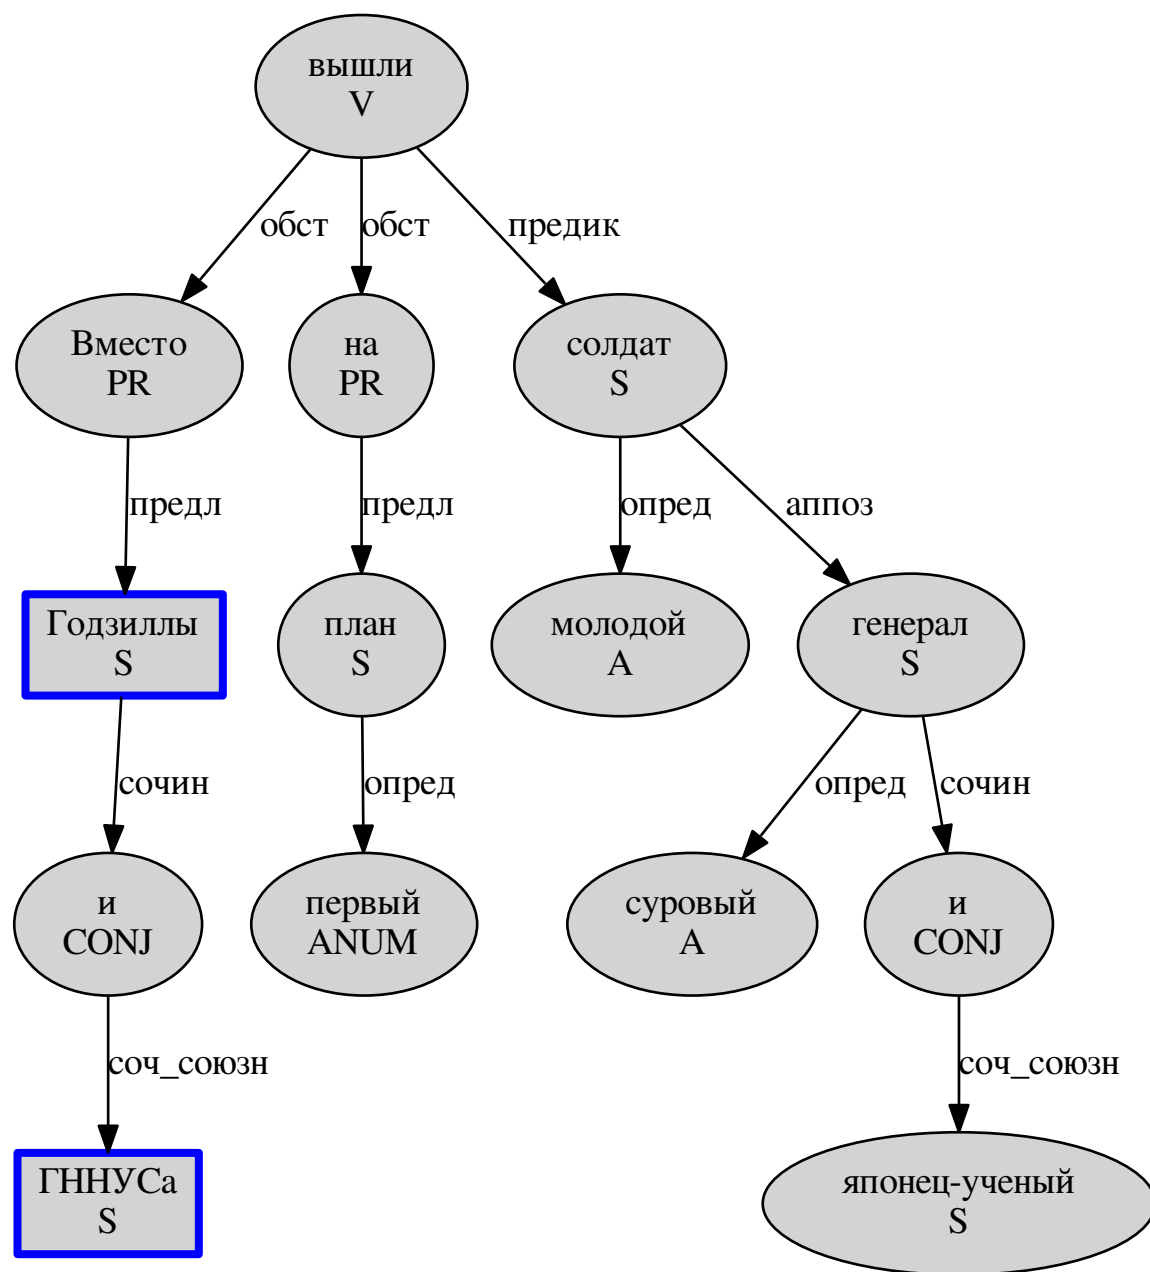 вышли
V
обст
обст
предик
Вместо
PR
на
PR
солдат
S
предл
предл
опред
аппоз
Годзиллы
S
план
S
молодой
A
генерал
S
сочин
опред
опред
сочин
и
CONJ
первый
ANUM
суровый
A
и
CONJ
соч_союзн
соч_союзн
ГННУСа
S
японец-ученый
S